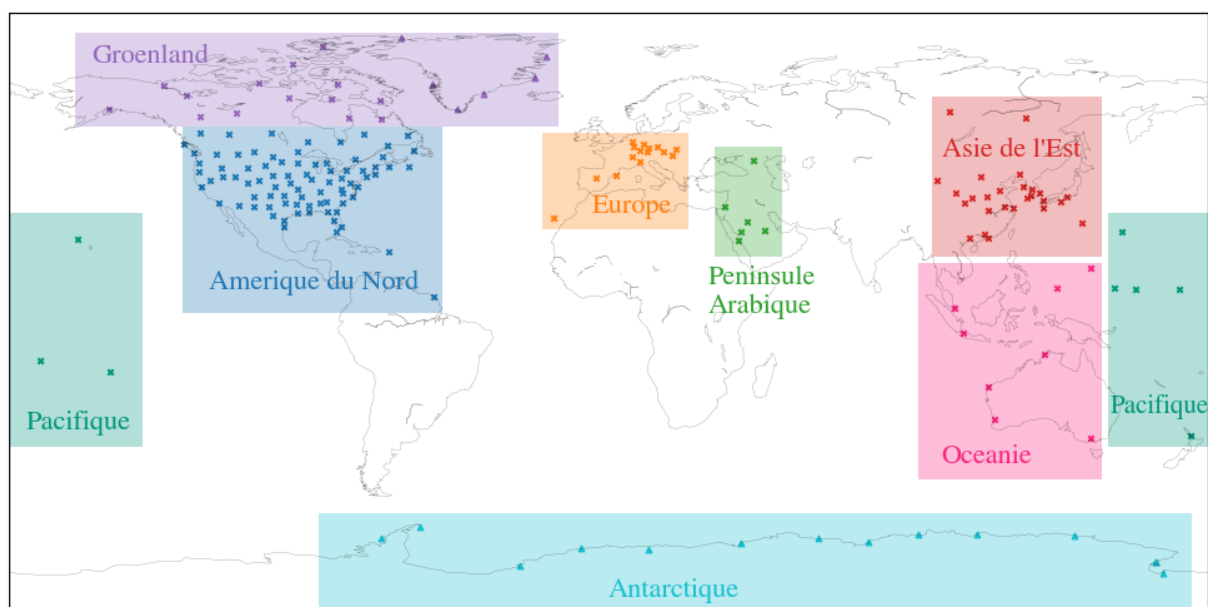 Groenland
Asie de l'Est
Europe
Amerique du Nord
Peninsule
Arabique
Pacifique
Pacifique
Oceanie
Antarctique